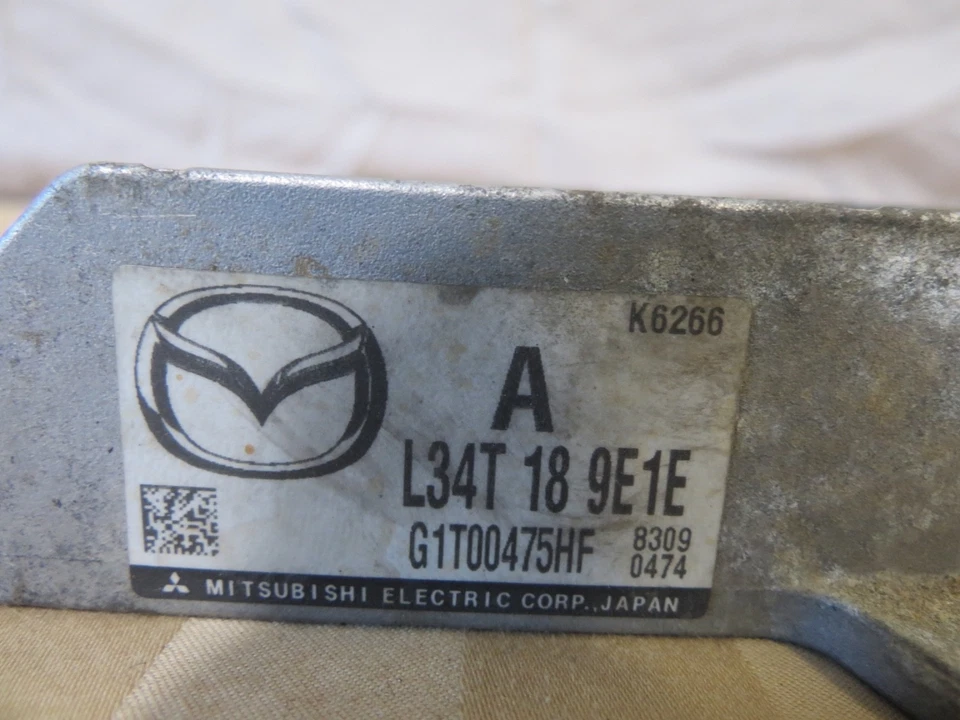 K6266
A
L34T 18 9E1E
G1T00475HF 8309
0474
MITSUBISHI ELECTRIC CORP.,JAPAN